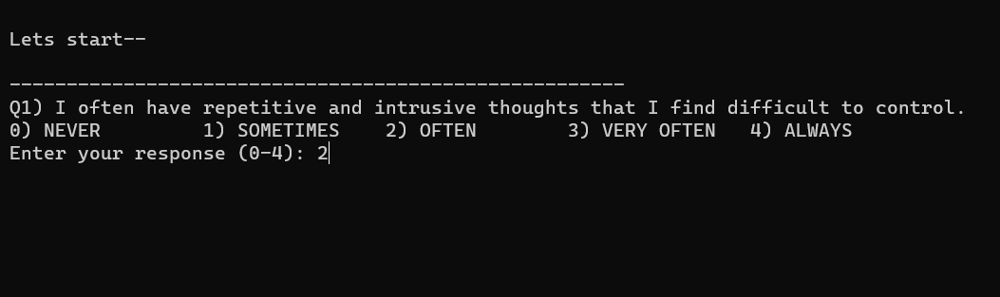 Lets start--
------------------------------------------------------
Q1) I often have repetitive and intrusive thoughts that I find difficult to control.
0) NEVER         1) SOMETIMES    2) OFTEN        3) VERY OFTEN   4) ALWAYS
Enter your response (0-4): 2